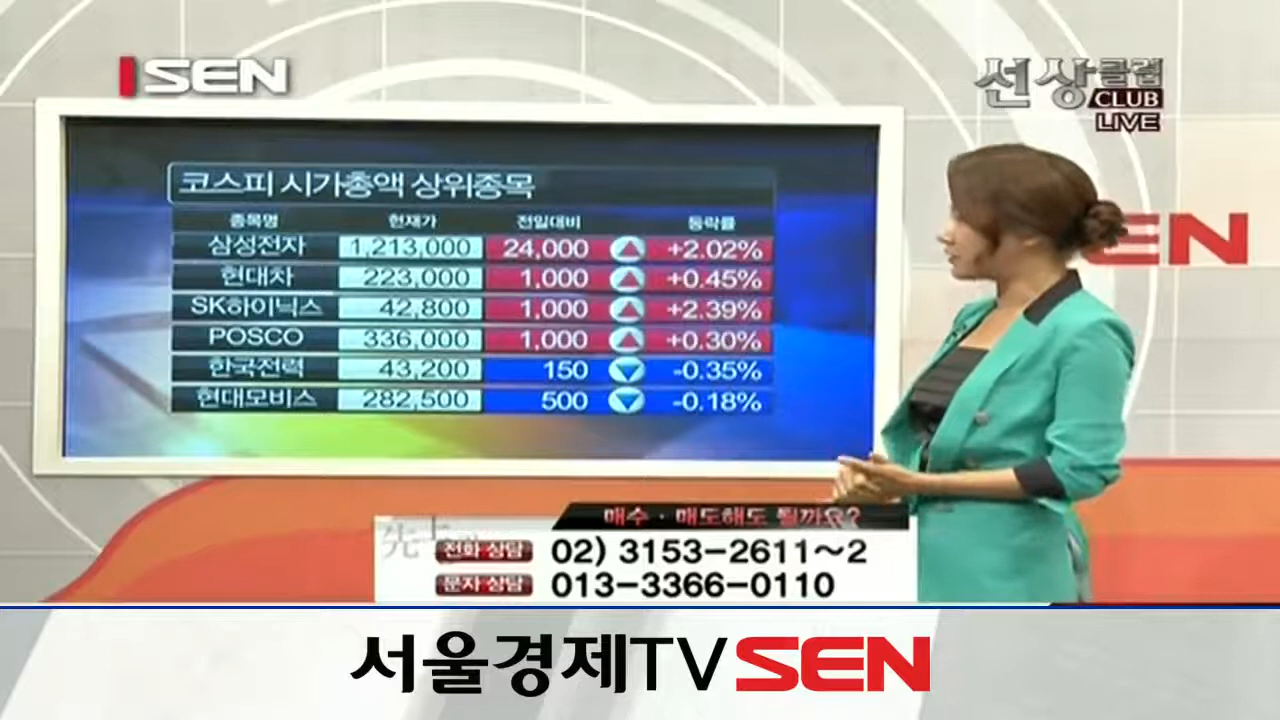 SEN
선상클럽
CLUB
LIVE
코스피 시가총액 상위종목
종목명 현재가 전일대비 등락률
삼성전자 1,213,000 24,000 ▲ +2.02%
현대차 223,000 1,000 ▲ +0.45%
SK하이닉스 42,800 1,000 ▲ +2.39%
POSCO 336,000 1,000 ▲ +0.30%
한국전력 43,200 150 ▼ -0.35%
현대모비스 282,500 500 ▼ -0.18%
EN
매수·매도해도 될까요?
전화 상담 02) 3153-2611~2
문자 상담 013-3366-0110
서울경제TV SEN